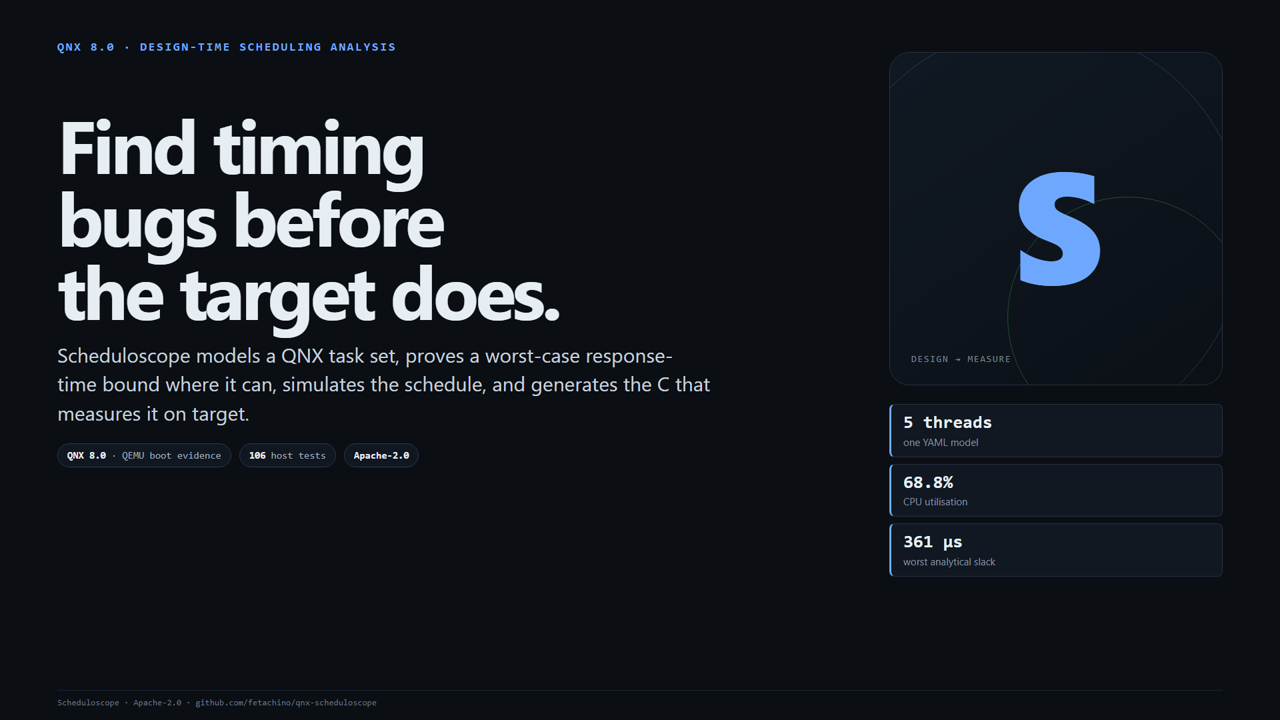 QNX 8.0 · DESIGN-TIME SCHEDULING ANALYSIS
Find timing
bugs before
the target does.
Scheduloscope models a QNX task set, proves a worst-case response-
time bound where it can, simulates the schedule, and generates the C that
measures it on target.
QNX 8.0 · QEMU boot evidence
106 host tests
Apache-2.0
S
DESIGN → MEASURE
5 threads
one YAML model
68.8%
CPU utilisation
361 µs
worst analytical slack
Scheduloscope · Apache-2.0 · github.com/fetachino/qnx-scheduloscope